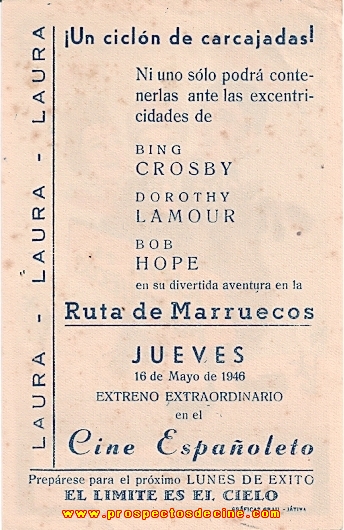 LAURA - LAURA - LAURA - LAURA
¡Un ciclón de carcajadas!
Ni uno sólo podrá conte-
nerlas ante las excentri-
cidades de
BING
CROSBY
DOROTHY
LAMOUR
BOB
HOPE
en su divertida aventura en la
Ruta de Marruecos
JUEVES
16 de Mayo de 1946
EXTRENO EXTRAORDINARIO
en el
Cine Españoleto
Prepárese para el próximo LUNES DE EXITO
EL LIMITE ES EL CIELO
GRÁFICAS - JÁTIVA
www.prospectosdecine.com